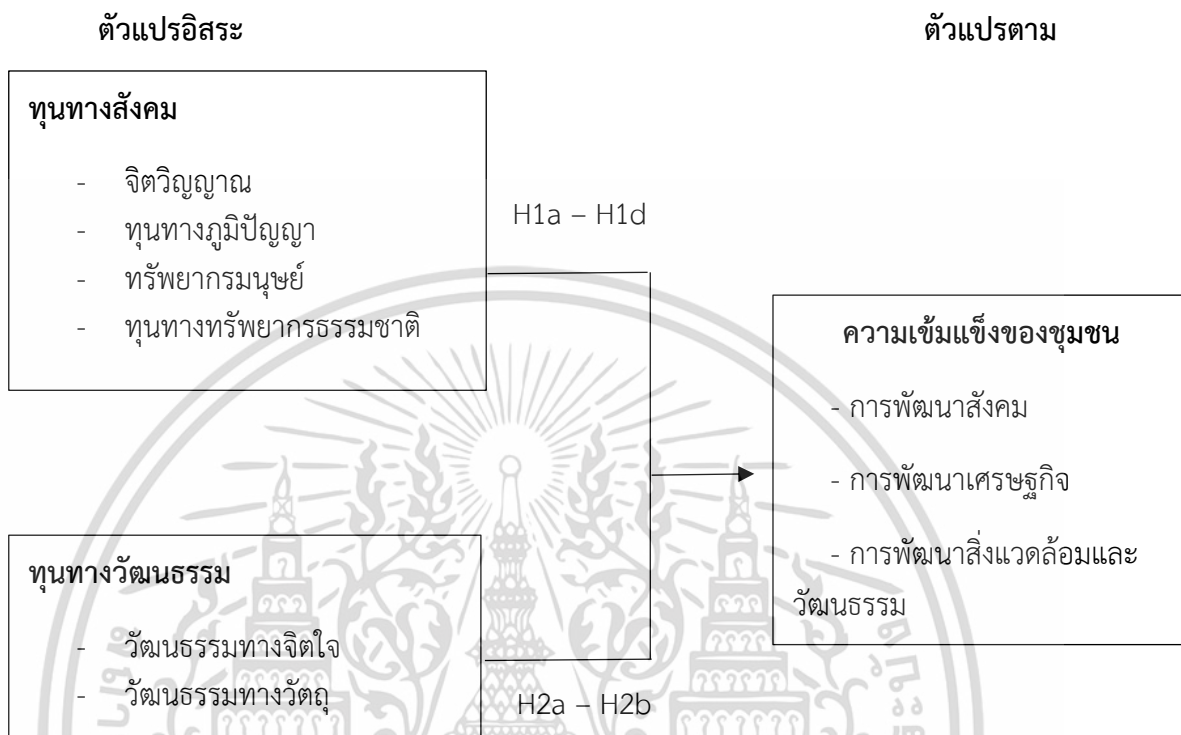 ตัวแปรอิสระ
ตัวแปรตาม
ทุนทางสังคม
- จิตวิญญาณ
- ทุนทางภูมิปัญญา
- ทรัพยากรมนุษย์
- ทุนทางทรัพยากรธรรมชาติ
H1a – H1d
ความเข้มแข็งของชุมชน
- การพัฒนาสังคม
- การพัฒนาเศรษฐกิจ
- การพัฒนาสิ่งแวดล้อมและ
วัฒนธรรม
ทุนทางวัฒนธรรม
- วัฒนธรรมทางจิตใจ
- วัฒนธรรมทางวัตถุ
H2a – H2b